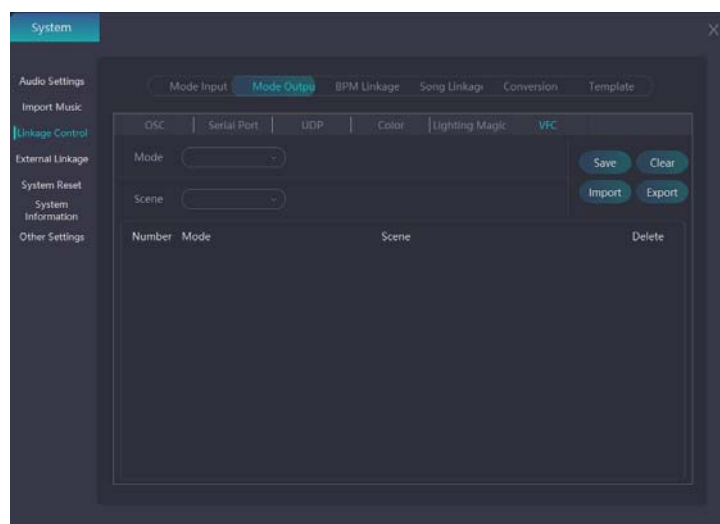 System
Audio Settings
Import Music
Linkage Control
External Linkage
System Reset
System
Information
Other Settings
Mode Input Mode Outpu BPM Linkage Song Linkag Conversion Template
OSC Serial Port UDP Color Lighting Magic VFC
Mode
Save Clear
Scene
Import Export
Number Mode Scene Delete